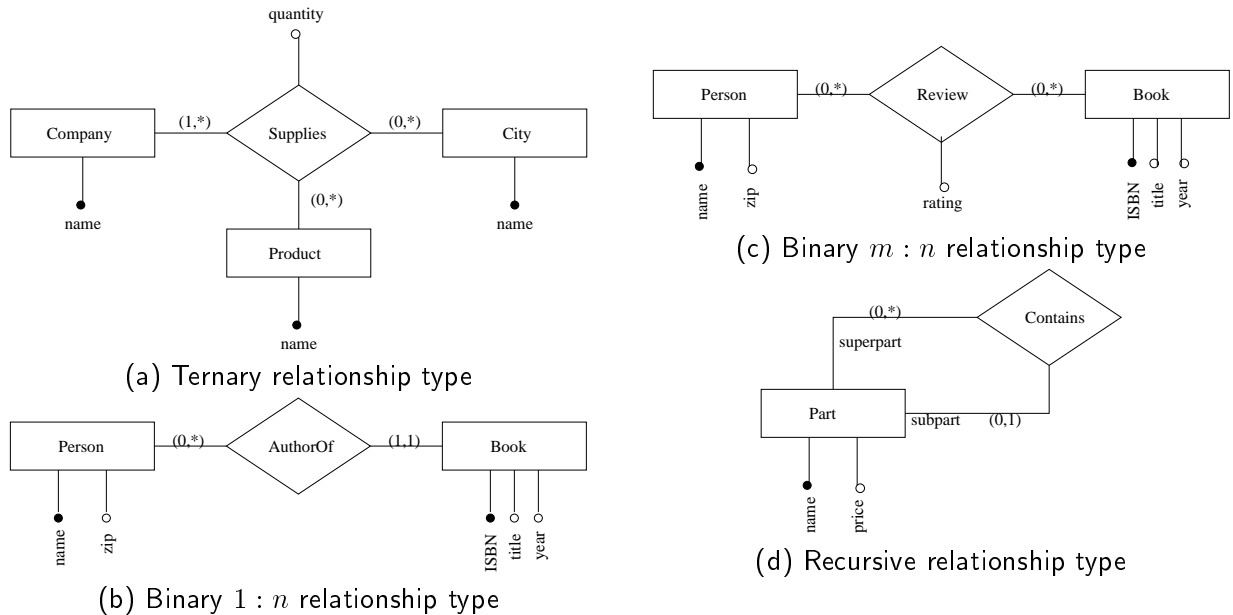 quantity
Company
(1,*)
Supplies
(0,*)
City
name
(0,*)
name
Product
name
(a) Ternary relationship type
Person
(0,*)
AuthorOf
(1,1)
Book
name
zip
ISBN
title
year
(b) Binary 1 : n relationship type
Person
(0,*)
Review
(0,*)
Book
name
zip
rating
ISBN
title
year
(c) Binary m : n relationship type
(0,*)
Contains
superpart
Part
subpart
(0,1)
name
price
(d) Recursive relationship type